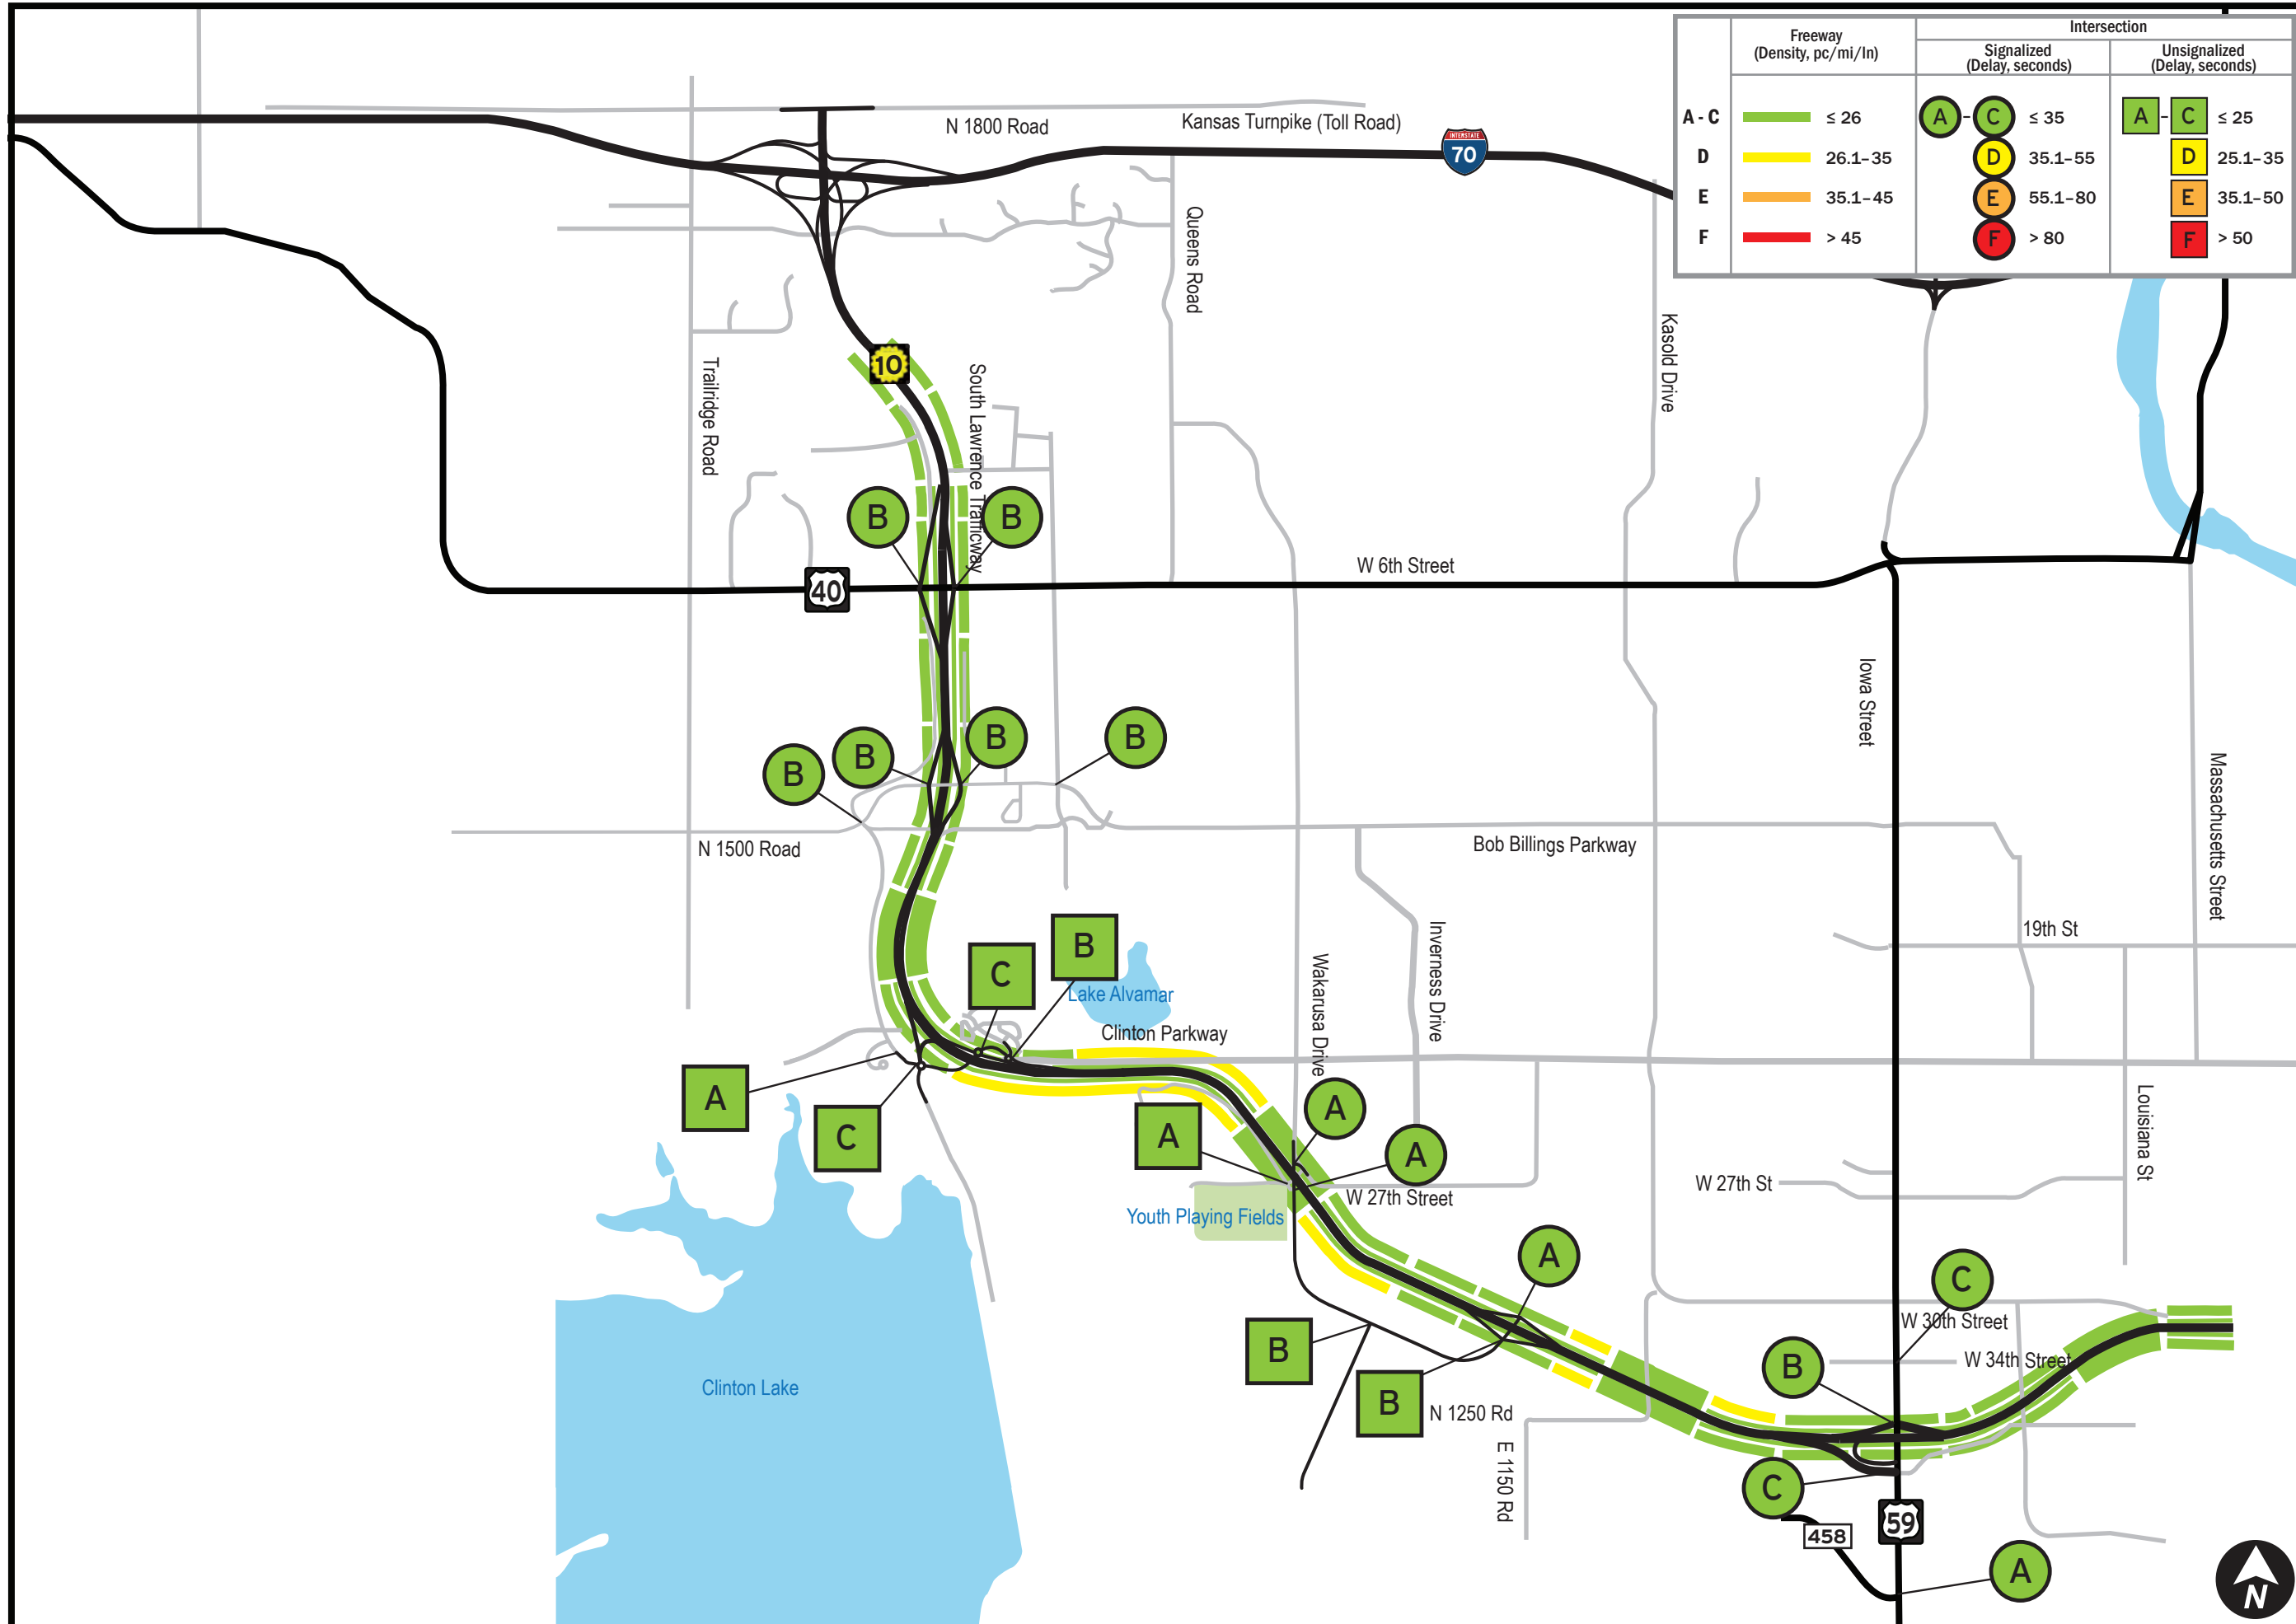 Freeway
(Density, pc/mi/ln)
Intersection
Signalized
(Delay, seconds)
Unsignalized
(Delay, seconds)
A - C
≤ 26
A - C ≤ 35
A - C ≤ 25
D
26.1–35
D 35.1–55
D 25.1–35
E
35.1–45
E 55.1–80
E 35.1–50
F
> 45
F > 80
F > 50
N 1800 Road
Kansas Turnpike (Toll Road)
INTERSTATE
70
Queens Road
Kasold Drive
Trailridge Road
10
South Lawrence Trafficway
B
B
W 6th Street
40
Iowa Street
B
B
B
B
Massachusetts Street
N 1500 Road
Bob Billings Parkway
19th St
B
C
Lake Alvamar
Inverness Drive
Wakarusa Drive
Clinton Parkway
A
C
A
A
A
Louisiana St
W 27th St
W 27th Street
Youth Playing Fields
A
C
W 30th Street
W 34th Street
B
B
B
Clinton Lake
N 1250 Rd
E 1150 Rd
C
59
458
A
N